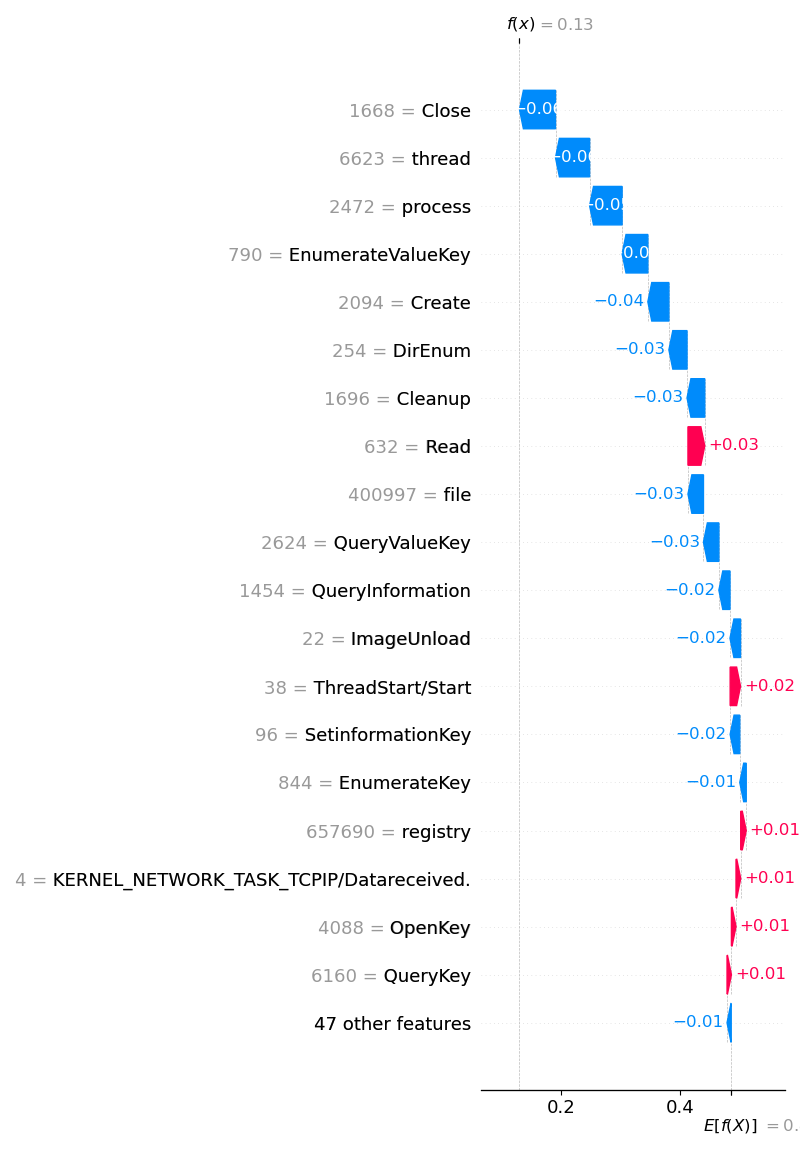 f(x) = 0.13
1668 = Close
6623 = thread
2472 = process
790 = EnumerateValueKey
0.0
2094 = Create −0.04
254 = DirEnum −0.03
1696 = Cleanup −0.03
632 = Read +0.03
400997 = file −0.03
2624 = QueryValueKey −0.03
1454 = QueryInformation −0.02
22 = ImageUnload −0.02
38 = ThreadStart/Start +0.02
96 = SetinformationKey −0.02
844 = EnumerateKey −0.01
657690 = registry +0.01
4 = KERNEL_NETWORK_TASK_TCPIP/Datareceived. +0.01
4088 = OpenKey +0.01
6160 = QueryKey +0.01
47 other features −0.01
0.2 0.4
E[f(X)] = 0.